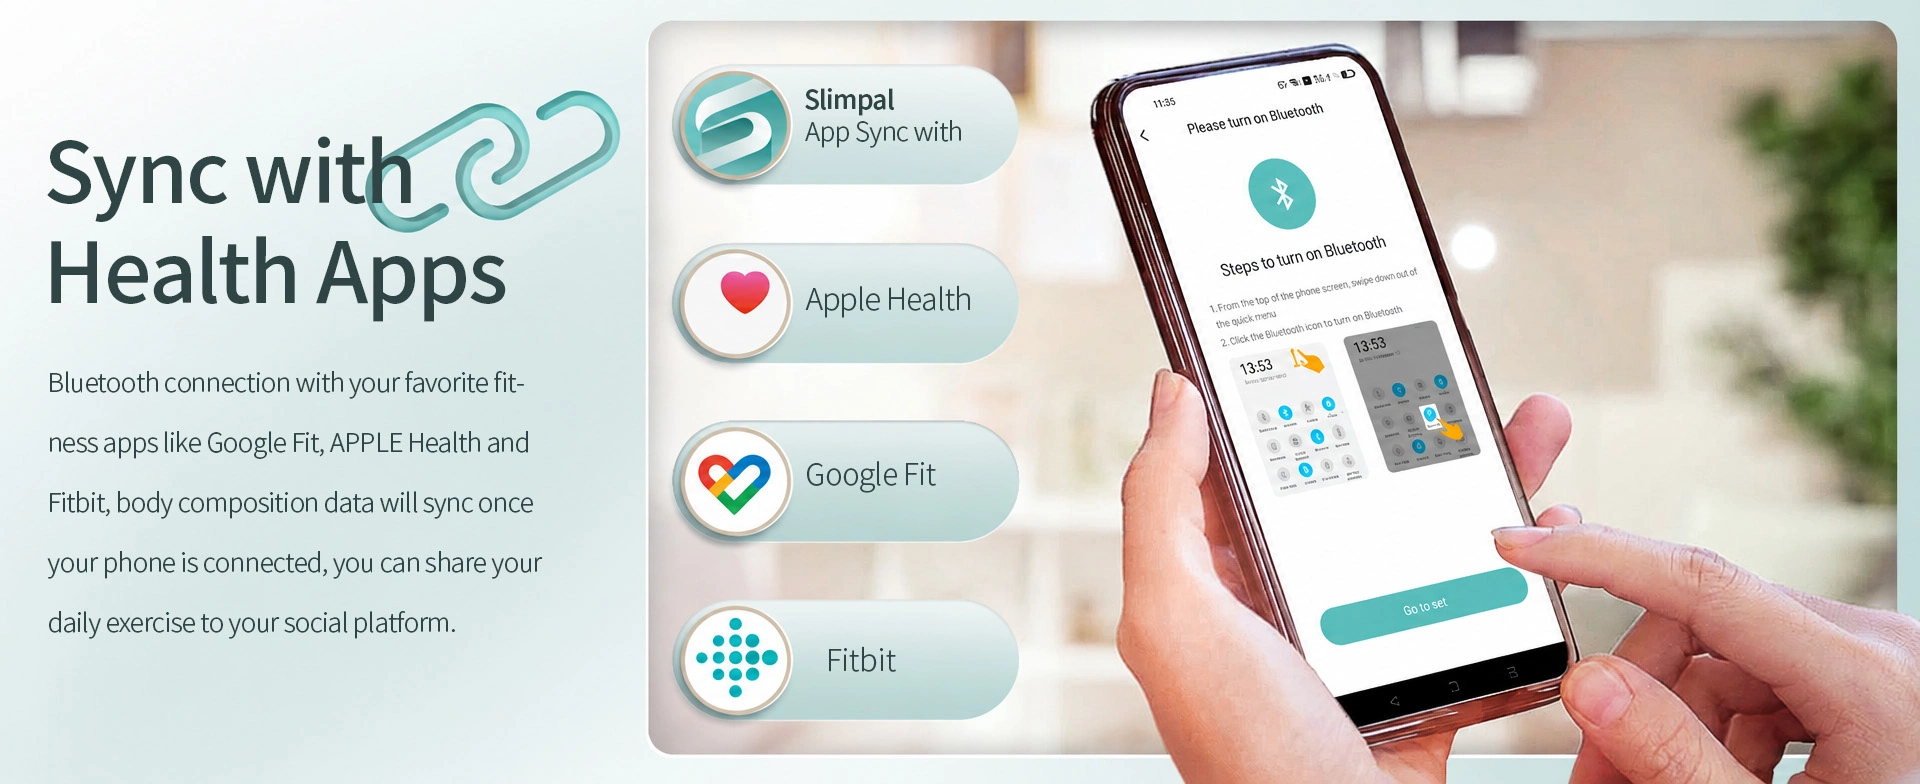 Sync with
Health Apps
Bluetooth connection with your favorite fit-
ness apps like Google Fit, APPLE Health and
Fitbit, body composition data will sync once
your phone is connected, you can share your
daily exercise to your social platform.
Slimpal
App Sync with
Apple Health
Google Fit
Fitbit
11:35
Please turn on Bluetooth
Steps to turn on Bluetooth
1. From the top of the phone screen, swipe down out of
the quick menu
2. Click the Bluetooth icon to turn on Bluetooth
13:53
13:53
Go to set